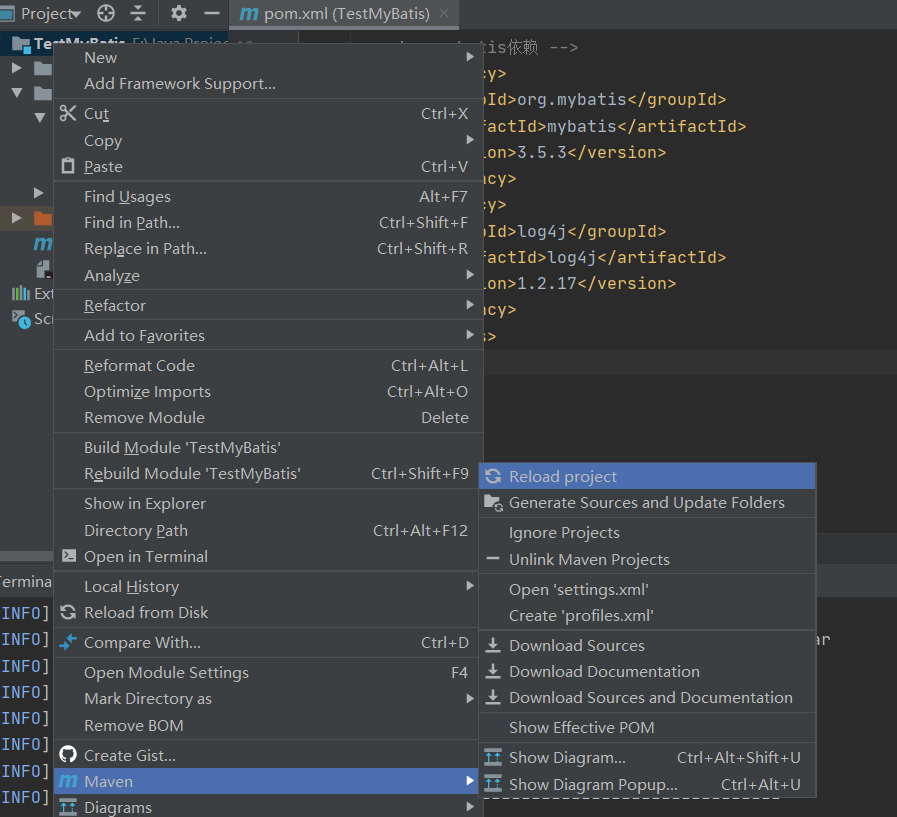 Project
pom.xml (TestMyBatis)
TestMyBatis E:\Java Projec
tis依赖 -->
cy>
pId>org.mybatis</groupId>
factId>mybatis</artifactId>
ion>3.5.3</version>
ncy>
cy>
pId>log4j</groupId>
factId>log4j</artifactId>
ion>1.2.17</version>
ncy>
s>
Ext
Scr
New
Add Framework Support...
Cut Ctrl+X
Copy
Paste Ctrl+V
Find Usages Alt+F7
Find in Path... Ctrl+Shift+F
Replace in Path... Ctrl+Shift+R
Analyze
Refactor
Add to Favorites
Reformat Code Ctrl+Alt+L
Optimize Imports Ctrl+Alt+O
Remove Module Delete
Build Module 'TestMyBatis'
Rebuild Module 'TestMyBatis' Ctrl+Shift+F9
Show in Explorer
Directory Path Ctrl+Alt+F12
Open in Terminal
Local History
Reload from Disk
Compare With... Ctrl+D
Open Module Settings F4
Mark Directory as
Remove BOM
Create Gist...
Maven
Diagrams
Reload project
Generate Sources and Update Folders
Ignore Projects
Unlink Maven Projects
Open 'settings.xml'
Create 'profiles.xml'
Download Sources
Download Documentation
Download Sources and Documentation
Show Effective POM
Show Diagram... Ctrl+Alt+Shift+U
Show Diagram Popup... Ctrl+Alt+U
Termina
INFO]
INFO] ar
INFO]
INFO]
INFO]
INFO]
INFO]
INFO]